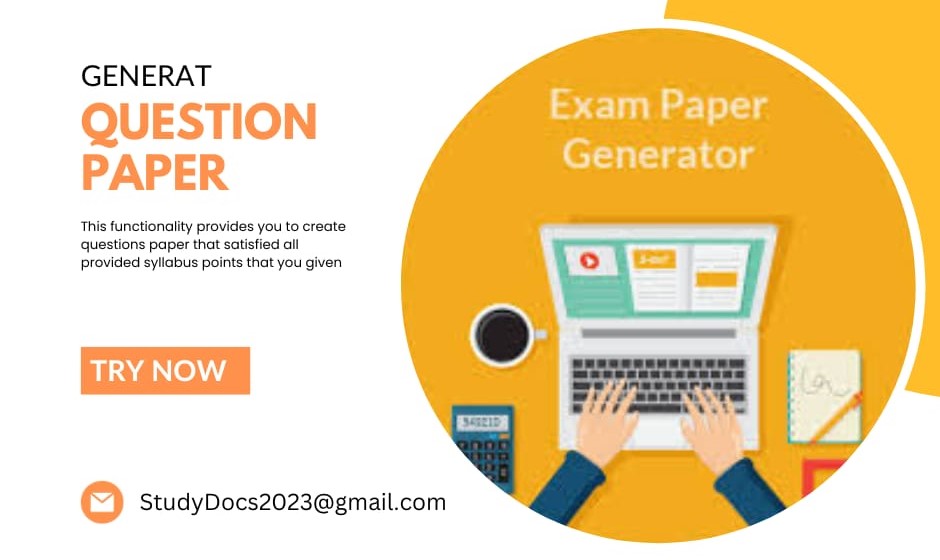 GENERAT
QUESTION
PAPER
This functionality provides you to create
questions paper that satisfied all
provided syllabus points that you given
TRY NOW
StudyDocs2023@gmail.com
Exam Paper
Generator